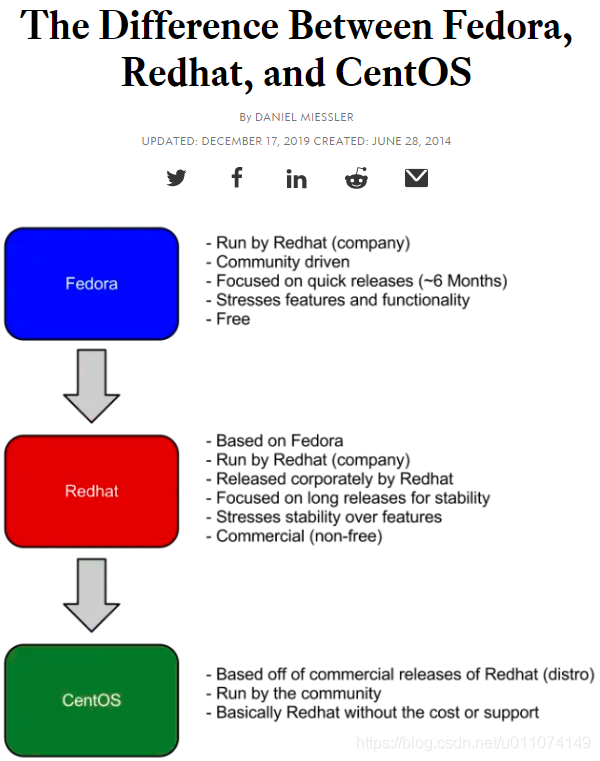 The Difference Between Fedora,
Redhat, and CentOS
By DANIEL MIESSLER
UPDATED: DECEMBER 17, 2019 CREATED: JUNE 28, 2014
Fedora
- Run by Redhat (company)
- Community driven
- Focused on quick releases (~6 Months)
- Stresses features and functionality
- Free
Redhat
- Based on Fedora
- Run by Redhat (company)
- Released corporately by Redhat
- Focused on long releases for stability
- Stresses stability over features
- Commercial (non-free)
CentOS
- Based off of commercial releases of Redhat (distro)
- Run by the community
- Basically Redhat without the cost or support
https://blog.csdn.net/u011074149